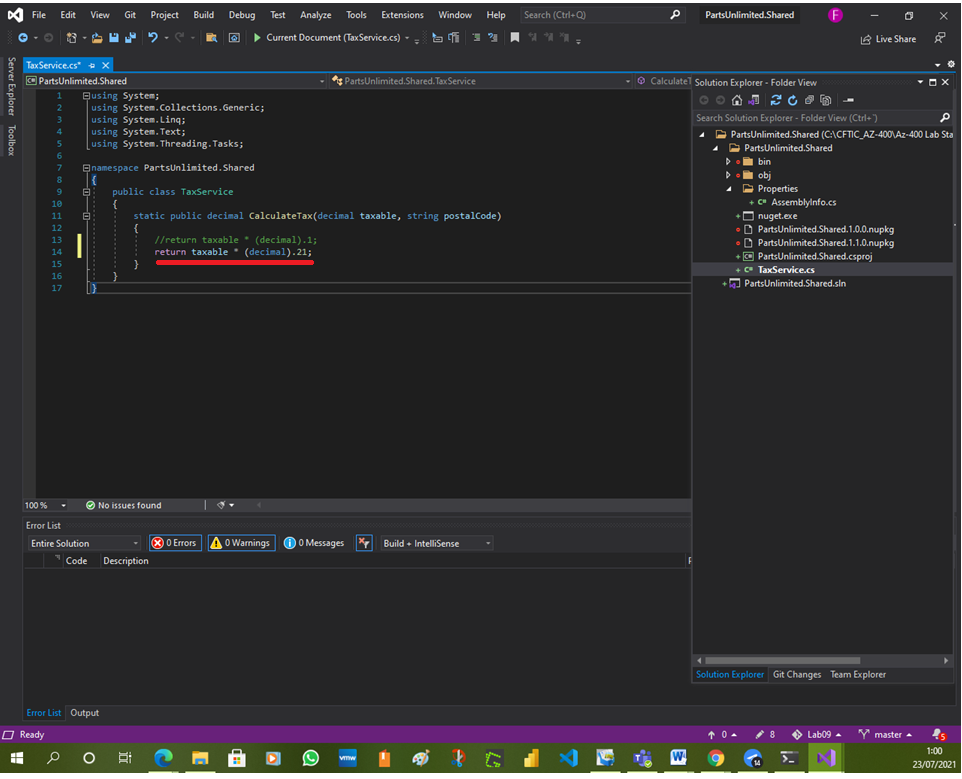 File Edit View Git Project Build Debug Test Analyze Tools Extensions Window Help Search (Ctrl+Q) PartsUnlimited.Shared F
Current Document (TaxService.cs) Live Share
Server Explorer
Toolbox
TaxService.cs*
PartsUnlimited.Shared PartsUnlimited.Shared.TaxService CalculateT
1 using System;
2 using System.Collections.Generic;
3 using System.Linq;
4 using System.Text;
5 using System.Threading.Tasks;
6
7 namespace PartsUnlimited.Shared
8 {
9 public class TaxService
10 {
11 static public decimal CalculateTax(decimal taxable, string postalCode)
12 {
13 //return taxable * (decimal).1;
14 return taxable * (decimal).21;
15 }
16 }
17 }
100 % No issues found
Solution Explorer - Folder View
Search Solution Explorer - Folder View (Ctrl+¨)
PartsUnlimited.Shared (C:\CFTIC_AZ-400\Az-400 Lab Sta
PartsUnlimited.Shared
bin
obj
Properties
C# AssemblyInfo.cs
nuget.exe
PartsUnlimited.Shared.1.0.0.nupkg
PartsUnlimited.Shared.1.1.0.nupkg
PartsUnlimited.Shared.csproj
C# TaxService.cs
PartsUnlimited.Shared.sln
Solution Explorer Git Changes Team Explorer
Error List
Entire Solution 0 Errors 0 Warnings 0 Messages Build + IntelliSense
Code Description
Error List Output
Ready 0 8 Lab09 master 5
vmw 14 1:00
23/07/2021